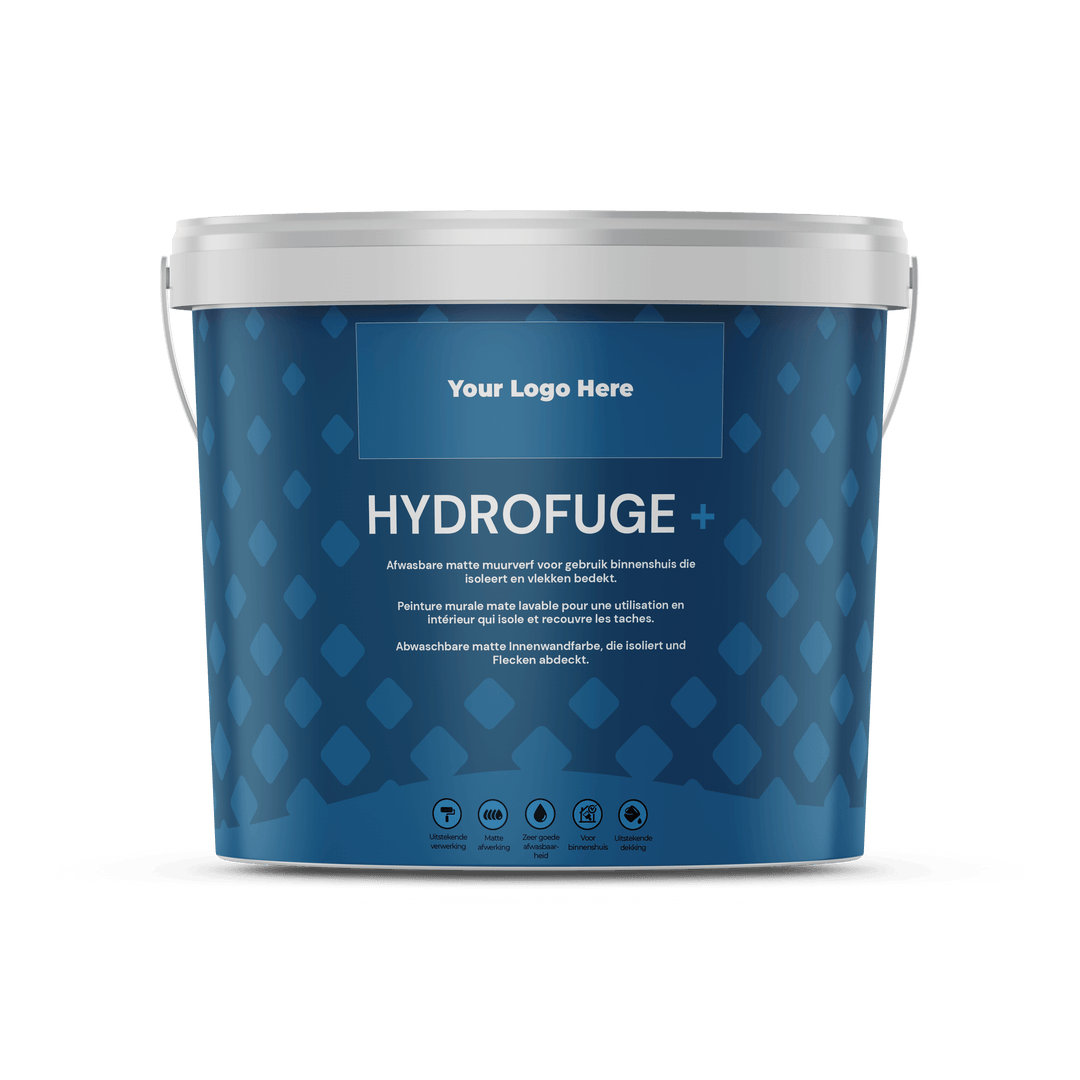 Your Logo Here
HYDROFUGE +
Afwasbare matte muurverf voor gebruik binnenshuis die
isoleert en vlekken bedekt.
Peinture murale mate lavable pour une utilisation en
intérieur qui isole et recouvre les taches.
Abwaschbare matte Innenwandfarbe, die isoliert und
Flecken abdeckt.
Uitstekende
verwerking
Matte
afwerking
Zeer goede
afwasbaar-
heid
Voor
binnenshuis
Uitstekende
dekking